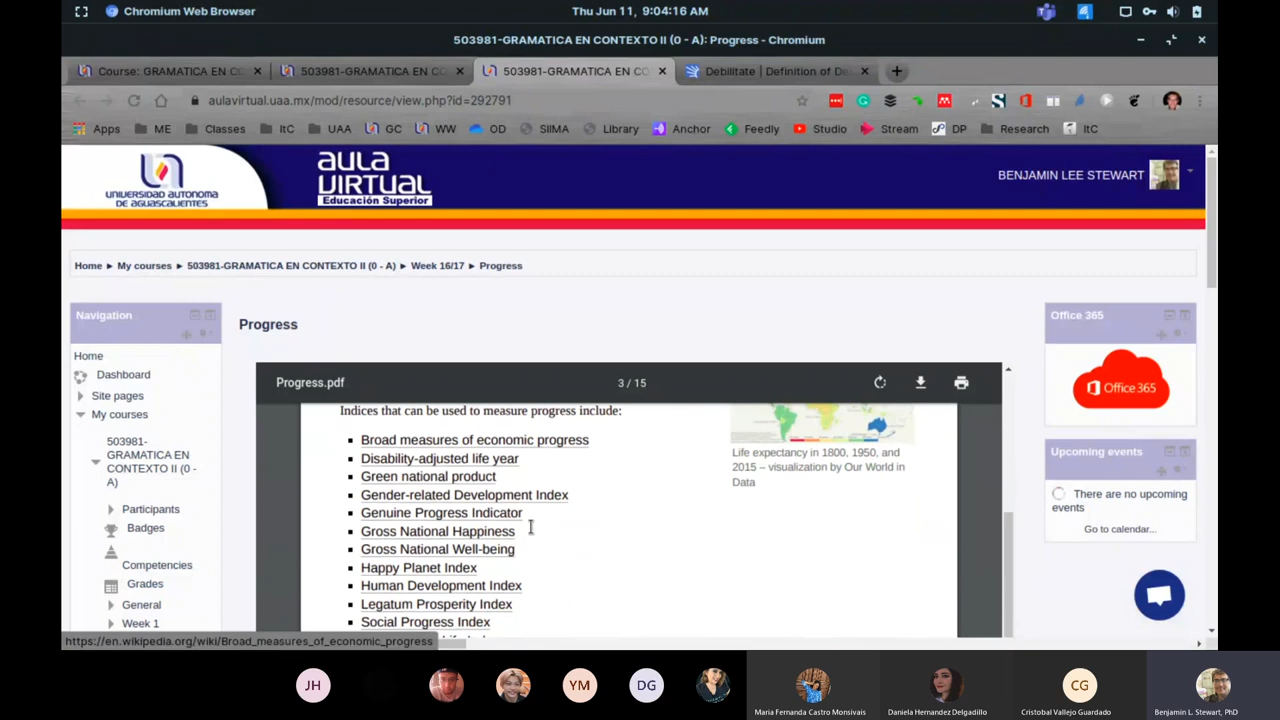 Chromium Web Browser
Thu Jun 11, 9:04:16 AM
503981-GRAMATICA EN CONTEXTO II (0 - A): Progress - Chromium
Course: GRAMATICA EN CO
503981-GRAMATICA EN CO
503981-GRAMATICA EN CO
Debilitate | Definition of De
aulavirtual.uaa.mx/mod/resource/view.php?id=292791
Apps
ME
Classes
ItC
UAA
GC
WW
OD
SIIMA
Library
Anchor
Feedly
Studio
Stream
DP
Research
ItC
UNIVERSIDAD AUTONOMA
DE AGUASCALIENTES
AULA
VIRTUAL
Educación Superior
BENJAMIN LEE STEWART
Home ► My courses ► 503981-GRAMATICA EN CONTEXTO II (0 - A) ► Week 16/17 ► Progress
Navigation
Home
Dashboard
Site pages
My courses
503981-
GRAMATICA EN
CONTEXTO II (0 -
A)
Participants
Badges
Competencies
Grades
General
Week 1
Progress
Progress.pdf
3 / 15
Indices that can be used to measure progress include:
Broad measures of economic progress
Disability-adjusted life year
Green national product
Gender-related Development Index
Genuine Progress Indicator
Gross National Happiness
Gross National Well-being
Happy Planet Index
Human Development Index
Legatum Prosperity Index
Social Progress Index
Life expectancy in 1800, 1950, and
2015 – visualization by Our World in
Data
Office 365
Office 365
Upcoming events
There are no upcoming
events
Go to calendar...
https://en.wikipedia.org/wiki/Broad_measures_of_economic_progress
JH
YM
DG
CG
Maria Fernanda Castro Monsivais
Daniela Hernandez Delgadillo
Cristobal Vallejo Guardado
Benjamin L. Stewart, PhD